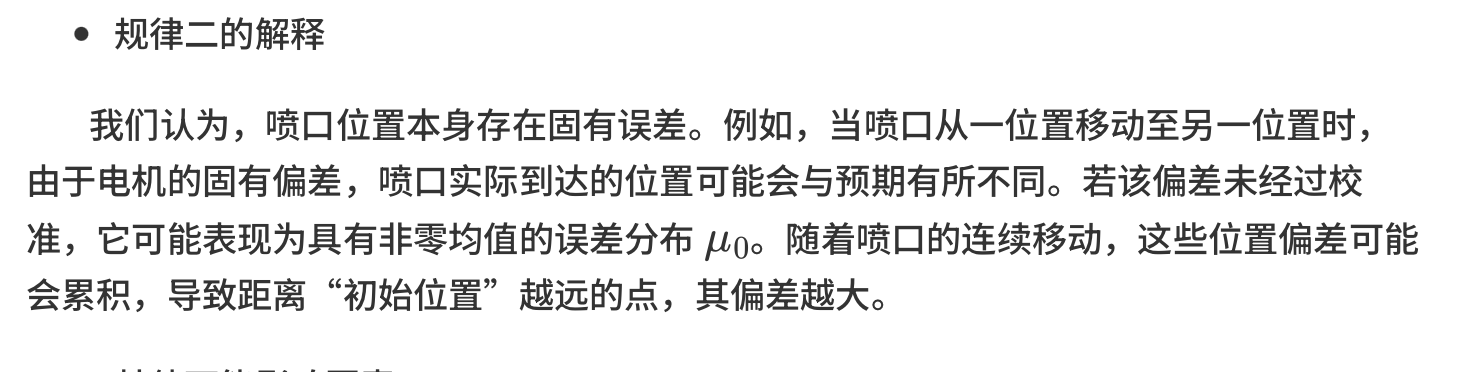 • 规律二的解释
我们认为，喷口位置本身存在固有误差。例如，当喷口从一位置移动至另一位置时，
由于电机的固有偏差，喷口实际到达的位置可能会与预期有所不同。若该偏差未经过校
准，它可能表现为具有非零均值的误差分布 μ₀。随着喷口的连续移动，这些位置偏差可能
会累积，导致距离“初始位置”越远的点，其偏差越大。